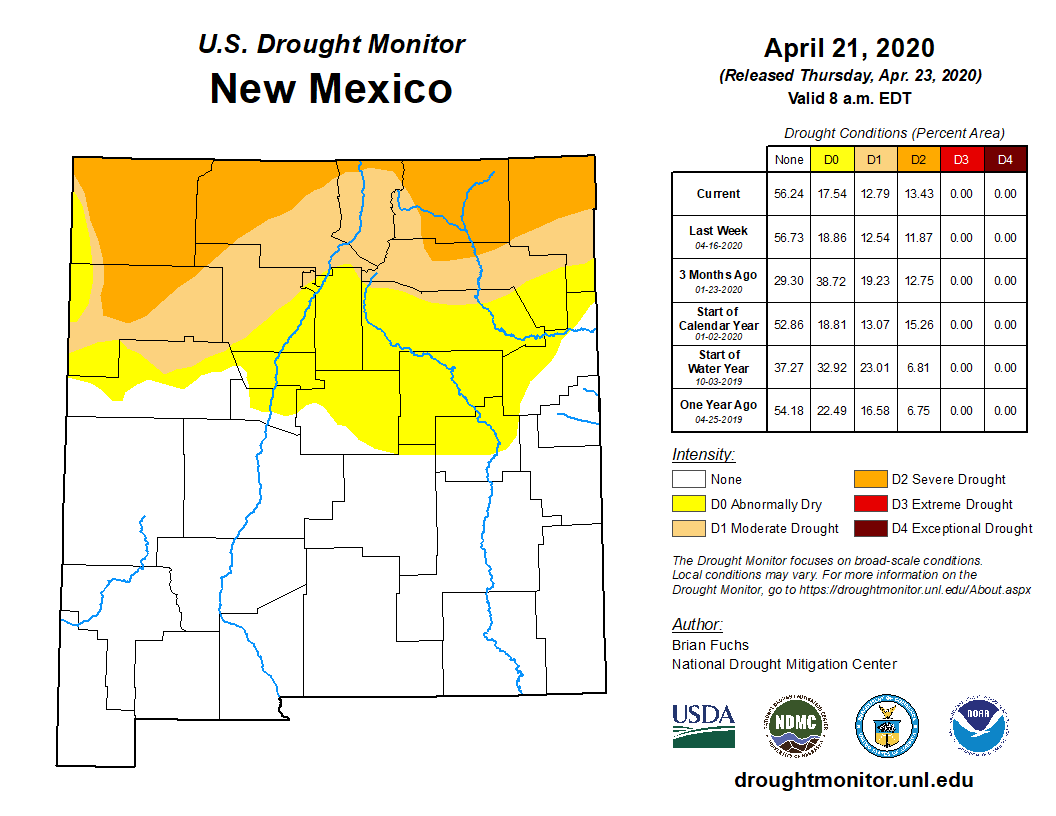 U.S. Drought Monitor
New Mexico
April 21, 2020
(Released Thursday, Apr. 23, 2020)
Valid 8 a.m. EDT
Drought Conditions (Percent Area)
None D0 D1 D2 D3 D4
Current 56.24 17.54 12.79 13.43 0.00 0.00
Last Week
04-16-2020
56.73 18.86 12.54 11.87 0.00 0.00
3 Months Ago
01-23-2020
29.30 38.72 19.23 12.75 0.00 0.00
Start of
Calendar Year
01-02-2020
52.86 18.81 13.07 15.26 0.00 0.00
Start of
Water Year
10-03-2019
37.27 32.92 23.01 6.81 0.00 0.00
One Year Ago
04-25-2019
54.18 22.49 16.58 6.75 0.00 0.00
Intensity:
None
D0 Abnormally Dry
D1 Moderate Drought
D2 Severe Drought
D3 Extreme Drought
D4 Exceptional Drought
The Drought Monitor focuses on broad-scale conditions.
Local conditions may vary. For more information on the
Drought Monitor, go to https://droughtmonitor.unl.edu/About.aspx
Author:
Brian Fuchs
National Drought Mitigation Center
USDA
NDMC
NOAA
droughtmonitor.unl.edu